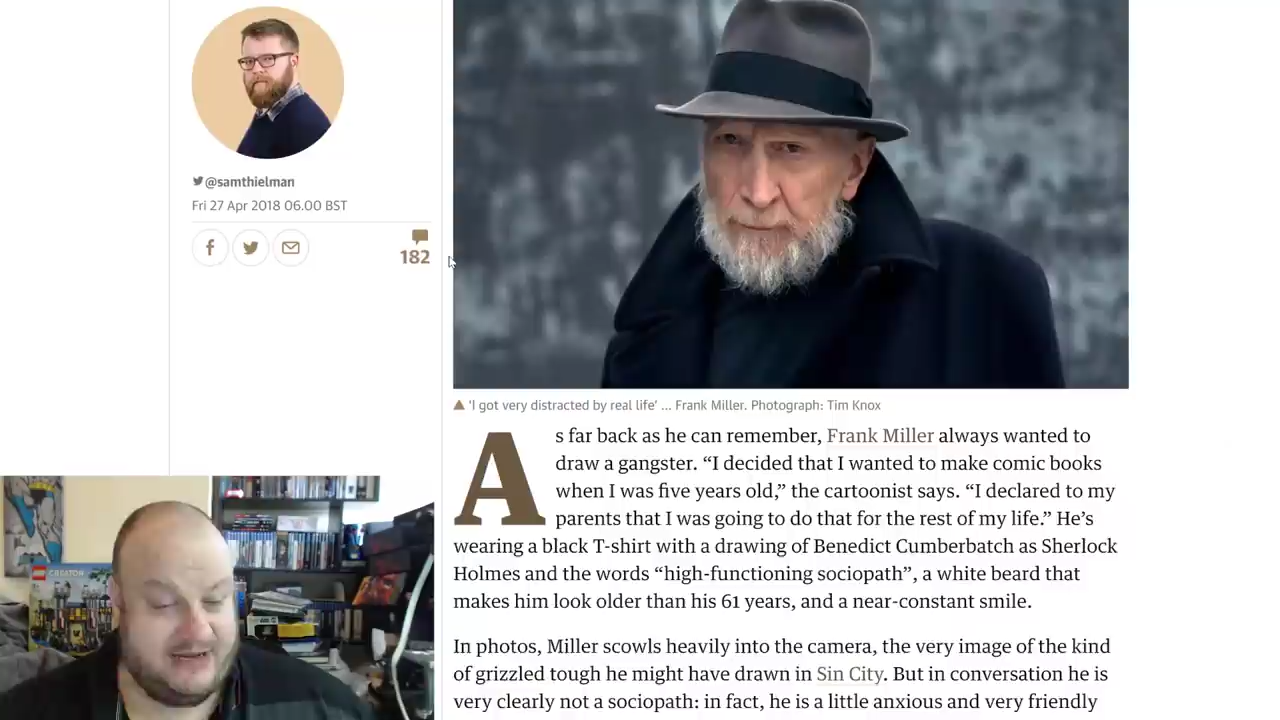 @samthielman
Fri 27 Apr 2018 06.00 BST
182
'I got very distracted by real life' ... Frank Miller. Photograph: Tim Knox
As far back as he can remember, Frank Miller always wanted to
draw a gangster. “I decided that I wanted to make comic books
when I was five years old,” the cartoonist says. “I declared to my
parents that I was going to do that for the rest of my life.” He’s
wearing a black T-shirt with a drawing of Benedict Cumberbatch as Sherlock
Holmes and the words “high-functioning sociopath”, a white beard that
makes him look older than his 61 years, and a near-constant smile.
In photos, Miller scowls heavily into the camera, the very image of the kind
of grizzled tough he might have drawn in Sin City. But in conversation he is
very clearly not a sociopath: in fact, he is a little anxious and very friendly
CREATOR